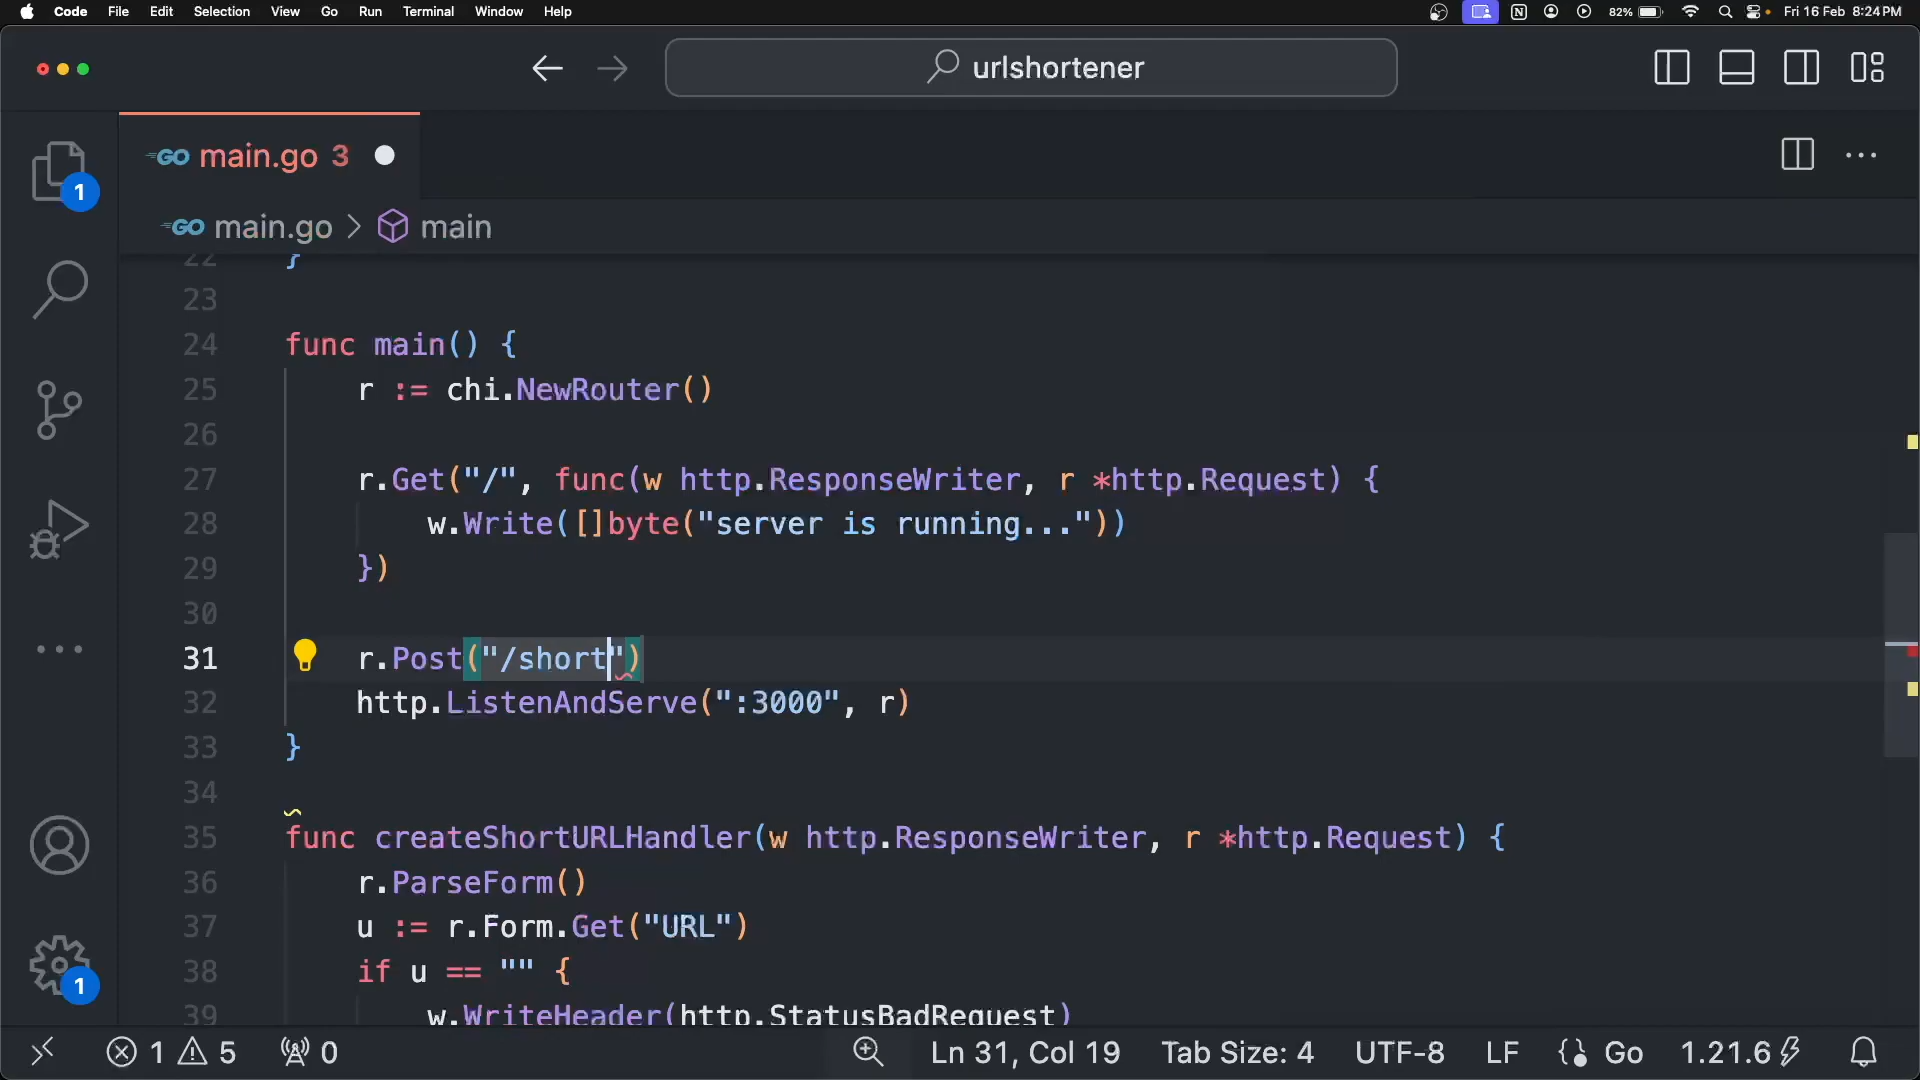 Code File Edit Selection View Go Run Terminal Window Help 82% Fri 16 Feb 8:24 PM
urlshortener
GO main.go 3
GO main.go > main
22 }
23
24 func main() {
25 r := chi.NewRouter()
26
27 r.Get("/", func(w http.ResponseWriter, r *http.Request) {
28 w.Write([]byte("server is running..."))
29 })
30
31 r.Post("/short")
32 http.ListenAndServe(":3000", r)
33 }
34
35 func createShortURLHandler(w http.ResponseWriter, r *http.Request) {
36 r.ParseForm()
37 u := r.Form.Get("URL")
38 if u == "" {
39 w.WriteHeader(http.StatusBadRequest)
1
1
1 5 0 Ln 31, Col 19 Tab Size: 4 UTF-8 LF Go 1.21.6